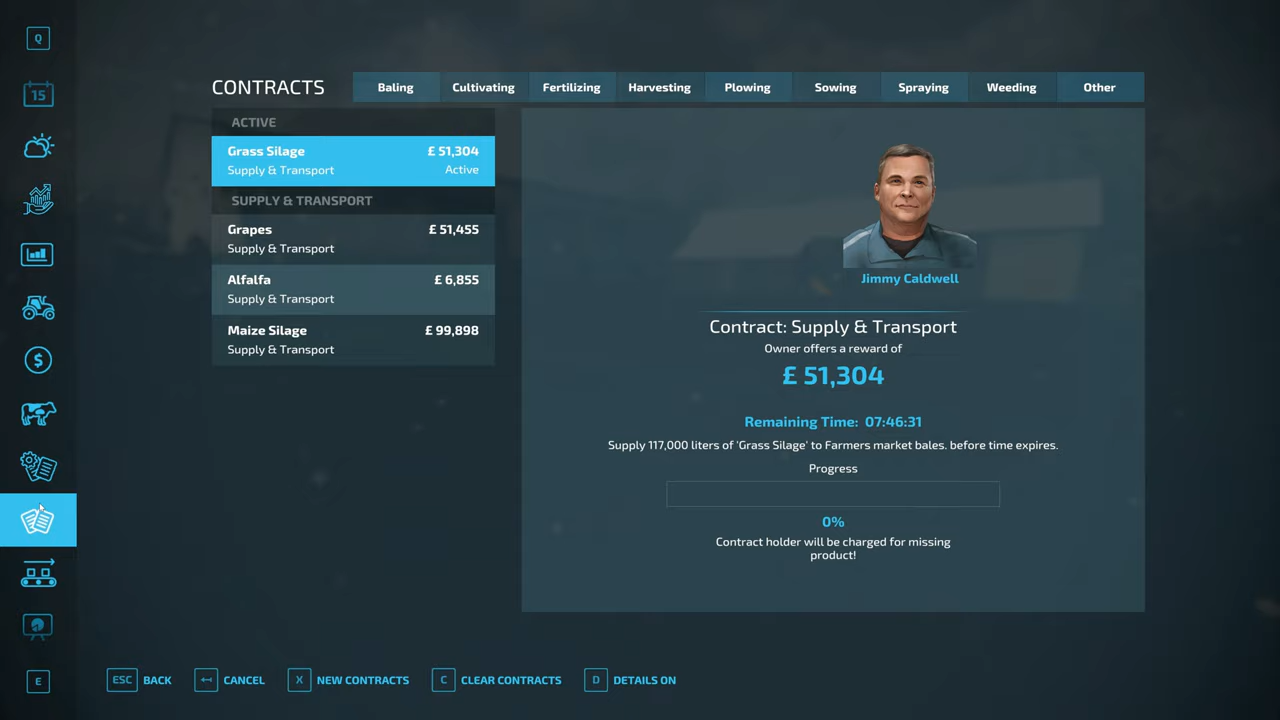 Q
15
CONTRACTS
Baling
Cultivating
Fertilizing
Harvesting
Plowing
Sowing
Spraying
Weeding
Other
ACTIVE
Grass Silage £ 51,304
Supply & Transport Active
SUPPLY & TRANSPORT
Grapes £ 51,455
Supply & Transport
Alfalfa £ 6,855
Supply & Transport
Maize Silage £ 99,898
Supply & Transport
Jimmy Caldwell
Contract: Supply & Transport
Owner offers a reward of
£ 51,304
Remaining Time: 07:46:31
Supply 117,000 liters of 'Grass Silage' to Farmers market bales. before time expires.
Progress
0%
Contract holder will be charged for missing
product!
E
ESC BACK
CANCEL
X NEW CONTRACTS
C CLEAR CONTRACTS
D DETAILS ON